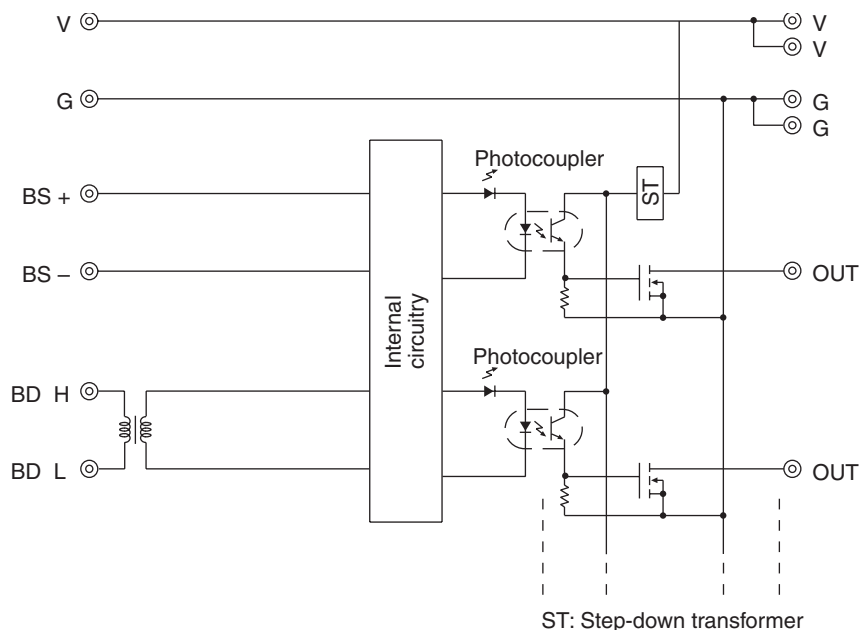 V
V
V
G
G
G
Photocoupler
BS +
ST
BS –
OUT
Internal
circuitry
Photocoupler
BD H
BD L
OUT
ST: Step-down transformer